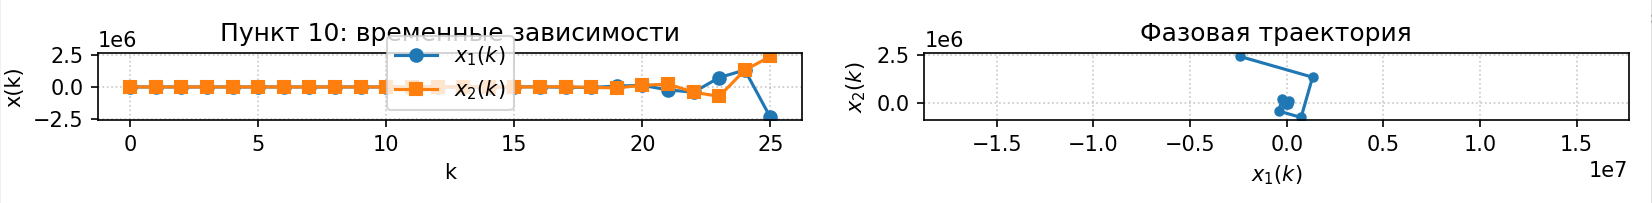 Пункт 10: временные зависимости
1e6
2.5
0.0
−2.5
x(k)
x₁(k)
x₂(k)
0 5 10 15 20 25
k
Фазовая траектория
1e6
2.5
0.0
x₂(k)
−1.5 −1.0 −0.5 0.0 0.5 1.0 1.5
1e7
x₁(k)